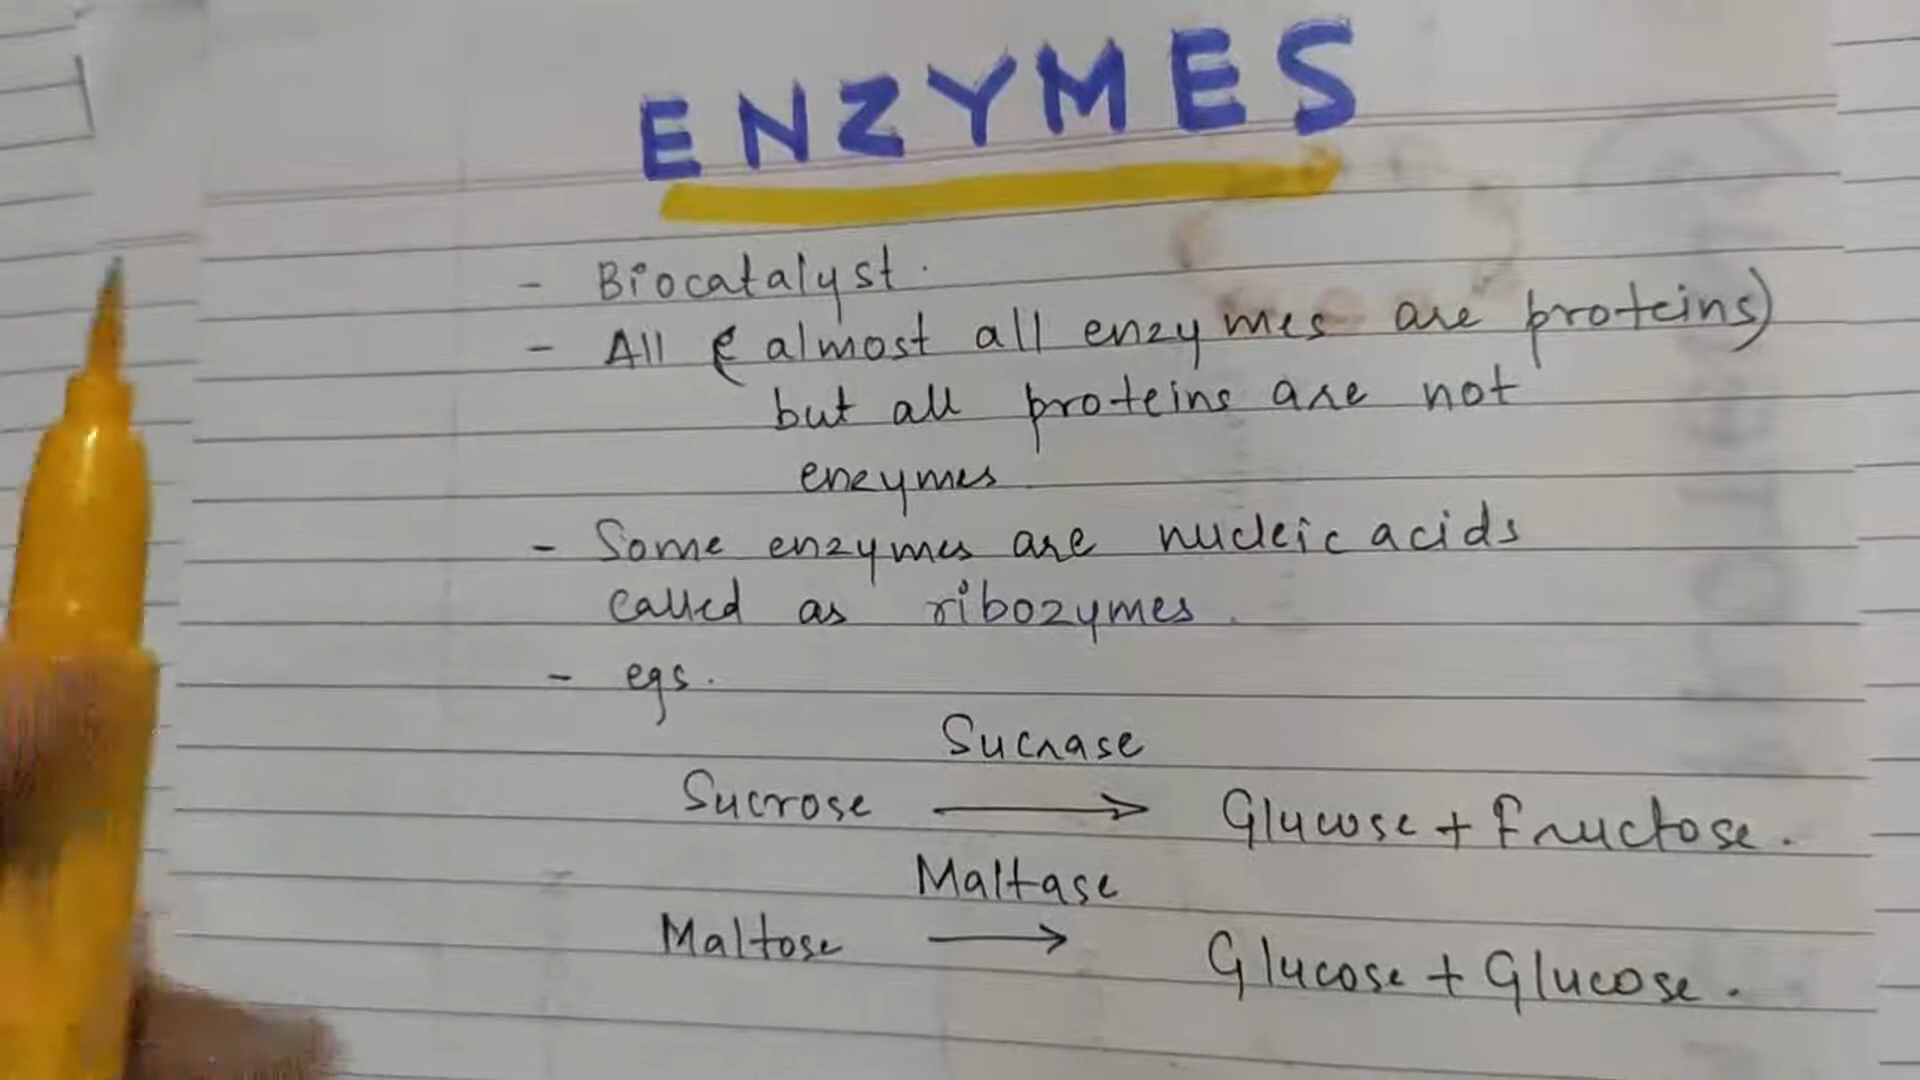 ENZYMES
- Biocatalyst.
- All (almost all enzymes are proteins)
but all proteins are not
enzymes
- Some enzymes are nucleic acids
called as ribozymes.
- egs.
Sucrase
Sucrose ⟶ Glucose + Fructose.
Maltase
Maltose ⟶ Glucose + Glucose.